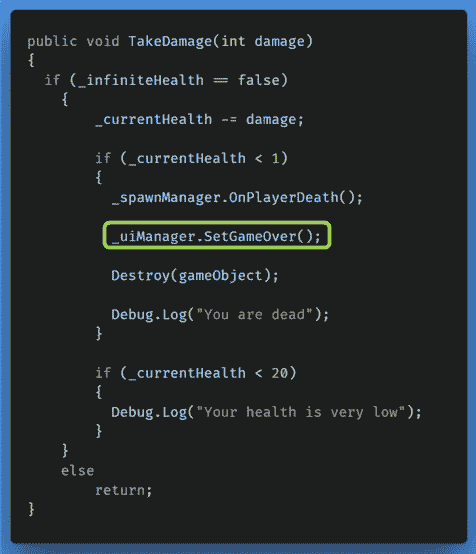 public void TakeDamage(int damage)
{
if (_infiniteHealth == false)
{
_currentHealth -= damage;
if (_currentHealth < 1)
{
_spawnManager.OnPlayerDeath();
_uiManager.SetGameOver();
Destroy(gameObject);
Debug.Log("You are dead");
}
if (_currentHealth < 20)
{
Debug.Log("Your health is very low");
}
}
else
return;
}